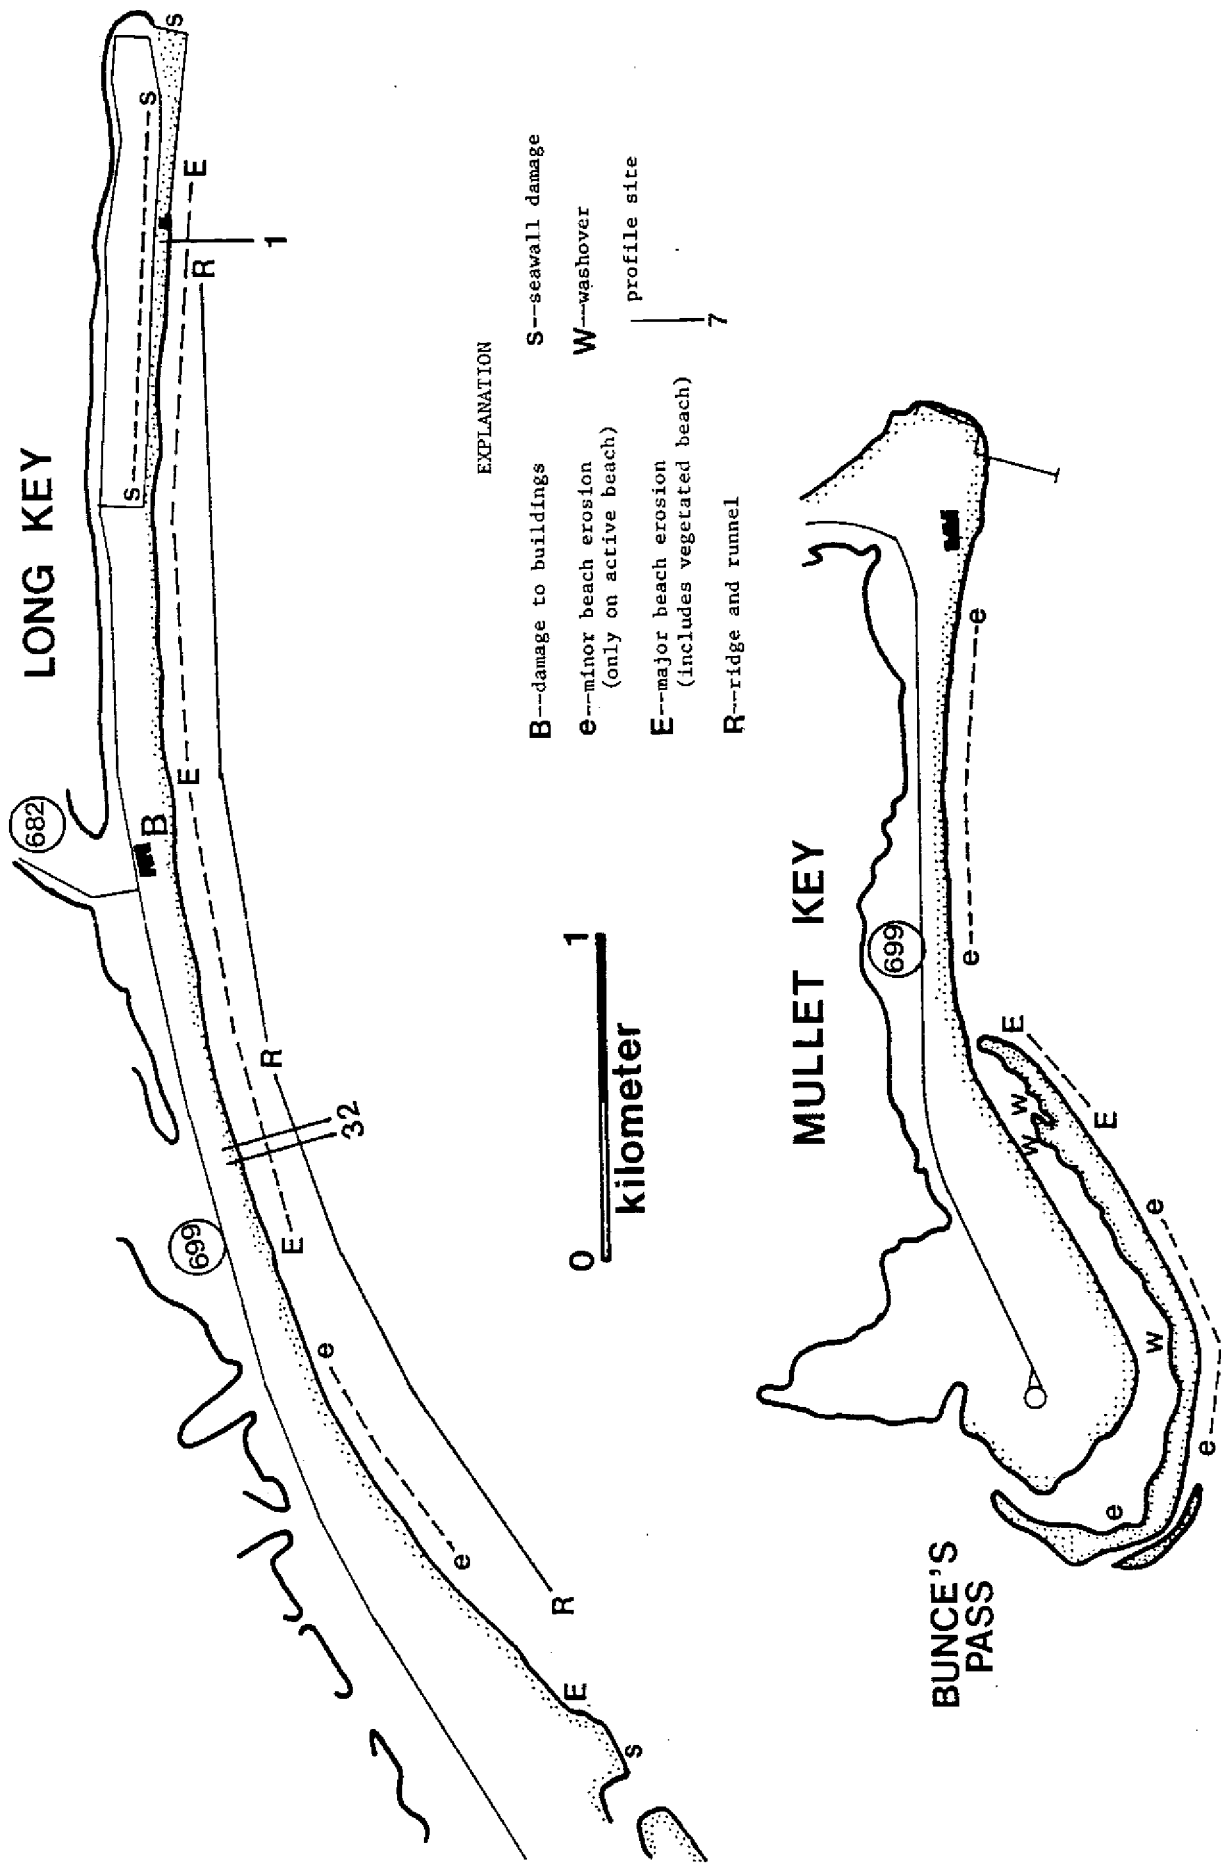 LONG KEY
682
699
B
S
S
S
s
E
E
E
E
e
e
R
R
R
1
2
3
EXPLANATION
B---damage to buildings
e---minor beach erosion
(only on active beach)
E---major beach erosion
(includes vegetated beach)
R---ridge and runnel
S---seawall damage
W---washover
profile site
7
0
1
kilometer
MULLET KEY
699
e
e
E
E
W
W
W
e
e
e
BUNCE'S
PASS